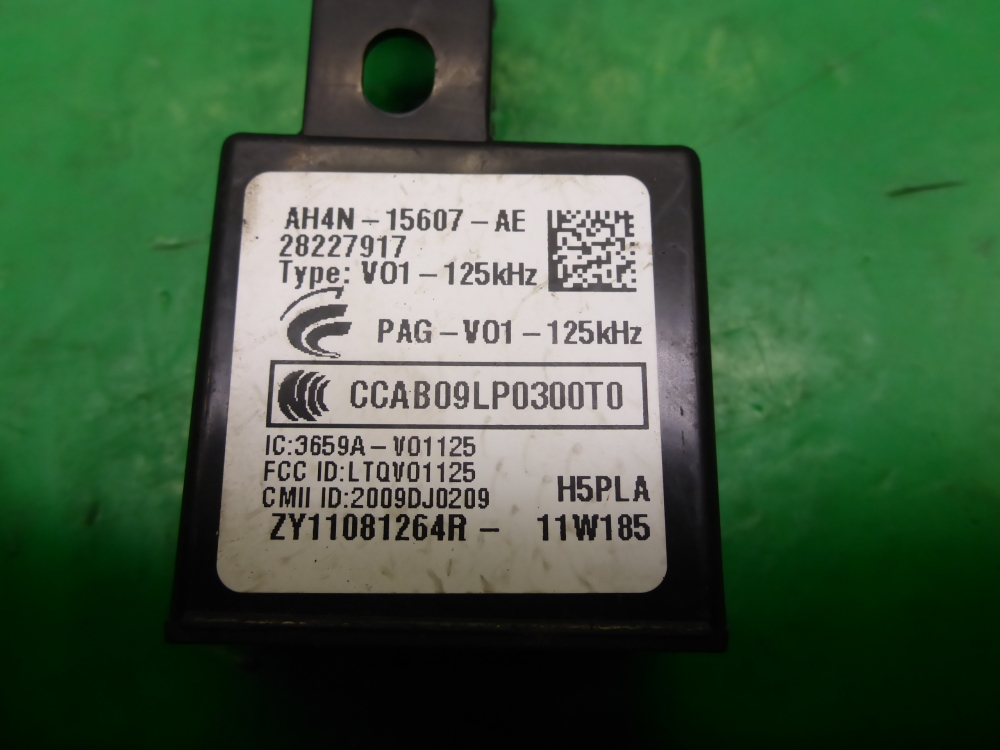 AH4N-15607-AE
28227917
Type: V01-125kHz
PAG-V01-125kHz
CCAB09LP0300T0
IC:3659A-V01125
FCC ID:LTQV01125
CMII ID:2009DJ0209
H5PLA
ZY11081264R- 11W185